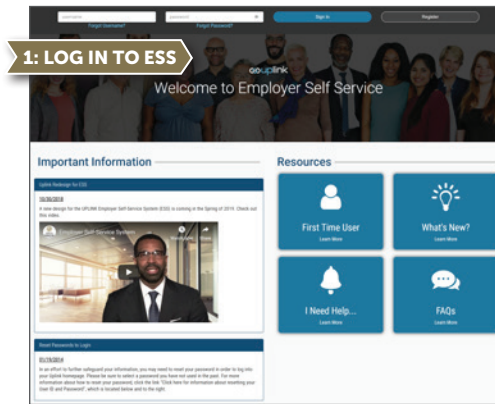 username
password
Sign In
Register
Forgot Username?
Forgot Password?
1: LOG IN TO ESS
uplink
Welcome to Employer Self Service
Important Information
Resources
Uplink Redesign for ESS
10/30/2018
A new design for the UPLINK Employer Self-Service System (ESS) is coming in the Spring of 2019. Check out
this video.
Employer Self Service System
Watch later
Share
First Time User
Learn More
What's New?
Learn More
I Need Help...
Learn More
FAQs
Learn More
Reset Passwords to Login
01/19/2014
In an effort to further safeguard your information, you may need to reset your password in order to log into
your Uplink homepage. Please be sure to select a password you have not used in the past. For more
information about how to reset your password, click the link "Click here for information about resetting your
User ID and Password", which is located below and to the right.